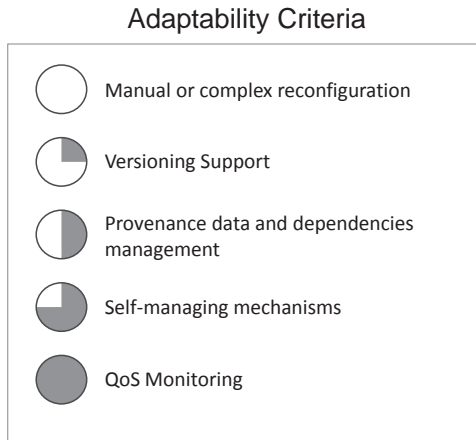 Adaptability Criteria
Manual or complex reconfiguration
Versioning Support
Provenance data and dependencies
management
Self-managing mechanisms
QoS Monitoring